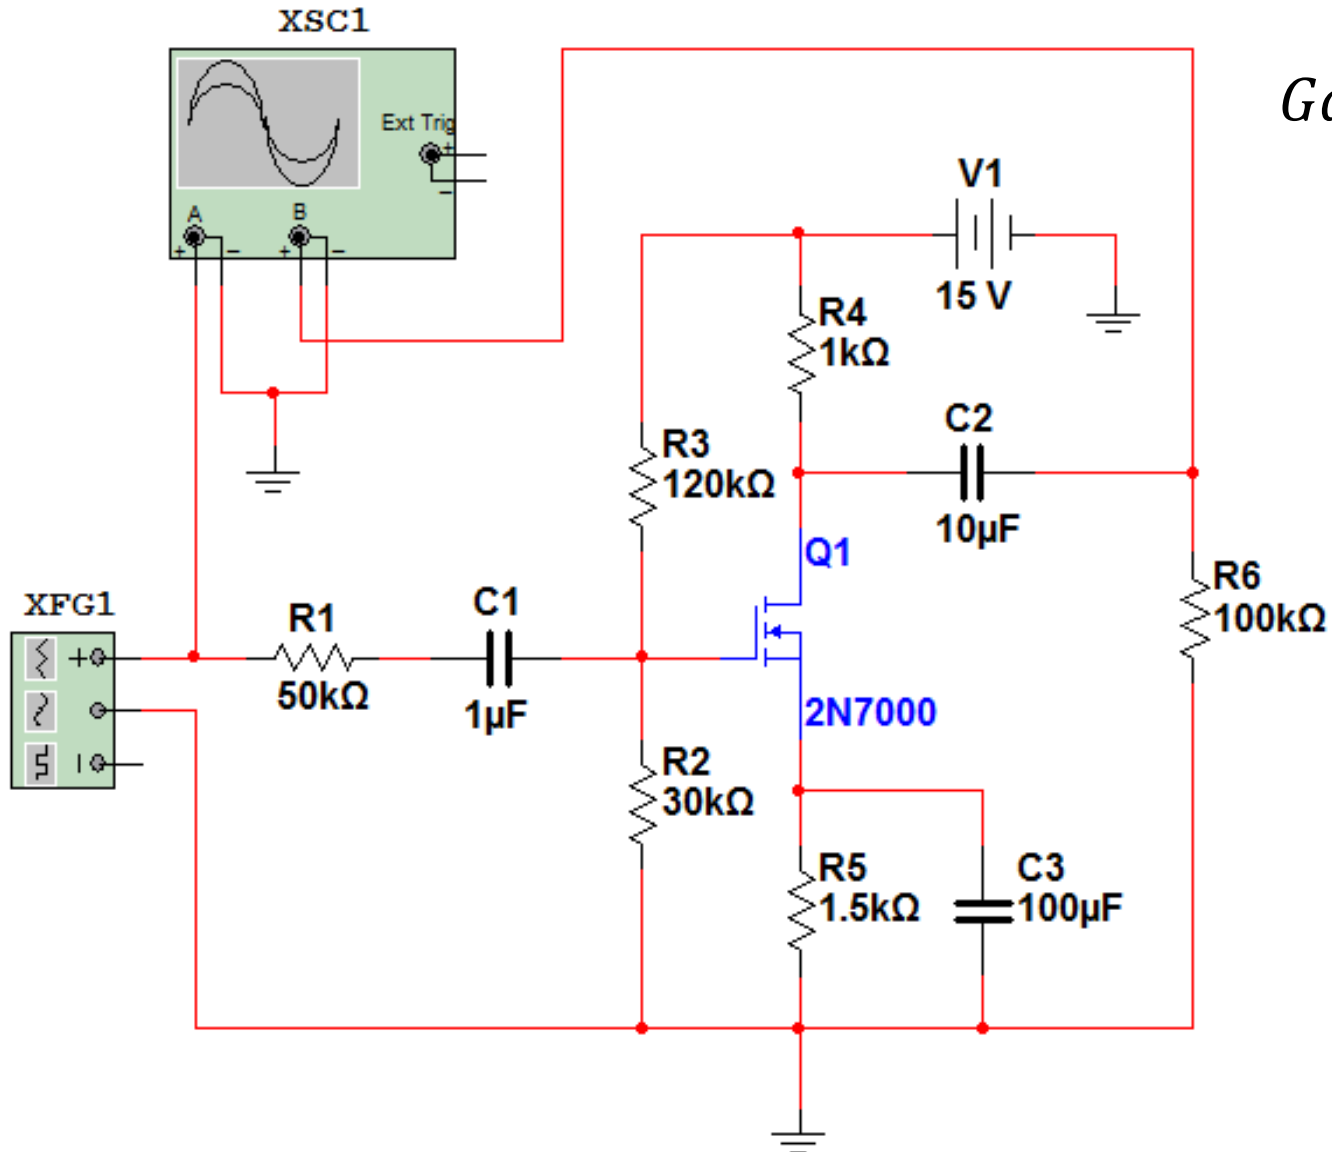 XSC1
Ext Trig
+
−
A
B
+
−
+
−
V1
15 V
R4
1kΩ
C2
10µF
R3
120kΩ
Q1
2N7000
R6
100kΩ
XFG1
+
R1
50kΩ
C1
1µF
R2
30kΩ
R5
1.5kΩ
C3
100µF